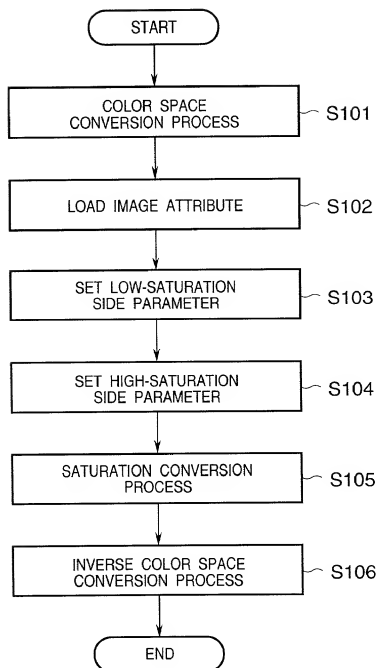 START
COLOR SPACE
CONVERSION PROCESS
S101
LOAD IMAGE ATTRIBUTE
S102
SET LOW-SATURATION
SIDE PARAMETER
S103
SET HIGH-SATURATION
SIDE PARAMETER
S104
SATURATION CONVERSION
PROCESS
S105
INVERSE COLOR SPACE
CONVERSION PROCESS
S106
END